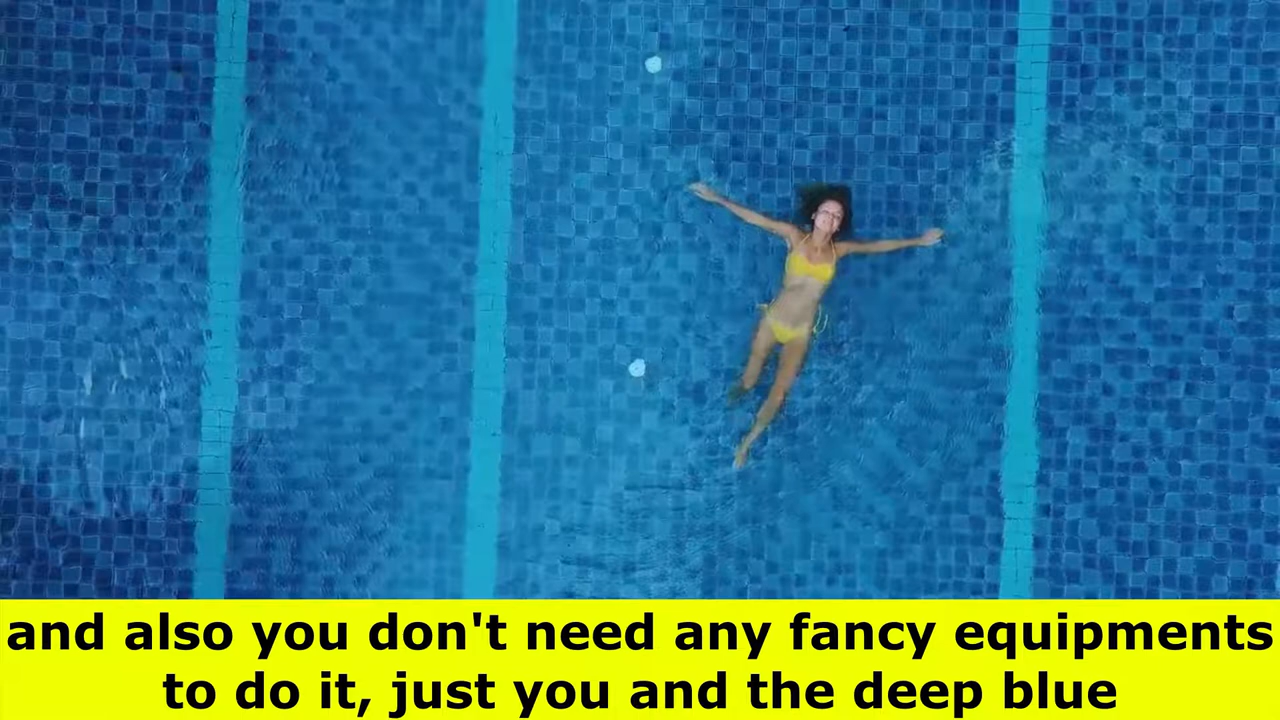 and also you don't need any fancy equipments
to do it, just you and the deep blue